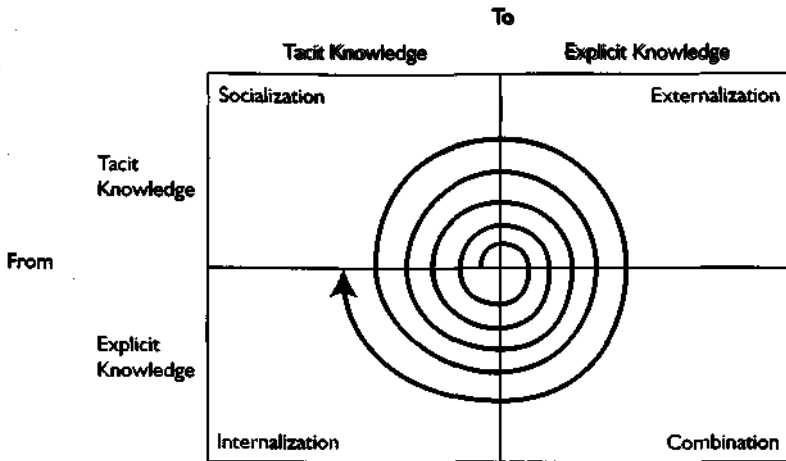 To
Tacit Knowledge Explicit Knowledge
Socialization Externalization
Tacit
Knowledge
From
Explicit
Knowledge
Internalization Combination